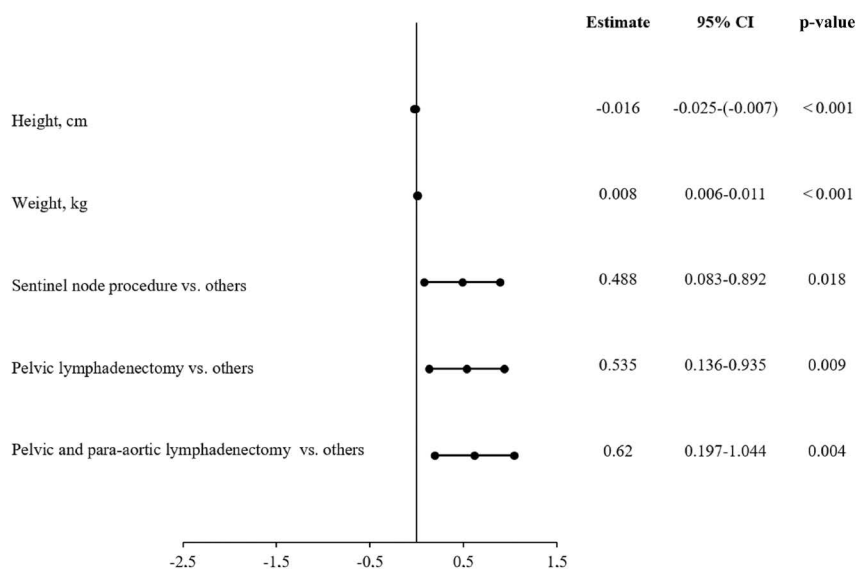 Estimate 95% CI p-value
Height, cm -0.016 -0.025-(-0.007) <0.001
Weight, kg 0.008 0.006-0.011 <0.001
Sentinel node procedure vs. others 0.488 0.083-0.892 0.018
Pelvic lymphadenectomy vs. others 0.535 0.136-0.935 0.009
Pelvic and para-aortic lymphadenectomy vs. others 0.62 0.197-1.044 0.004
-2.5 -1.5 -0.5 0.5 1.5